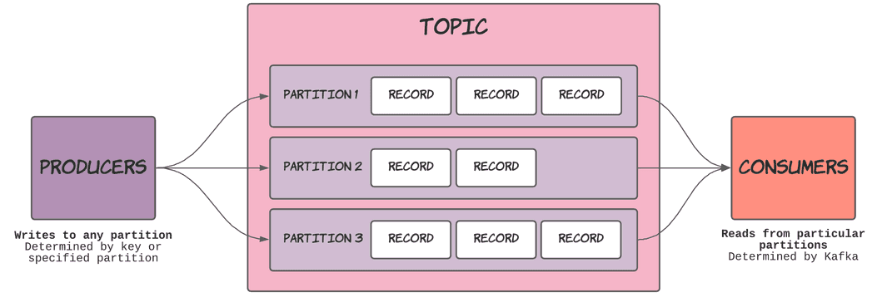 TOPIC
PARTITION 1 RECORD RECORD RECORD
PRODUCERS
PARTITION 2 RECORD RECORD
CONSUMERS
PARTITION 3 RECORD RECORD RECORD
Writes to any partition
Determined by key or
specified partition
Reads from particular
partitions
Determined by Kafka